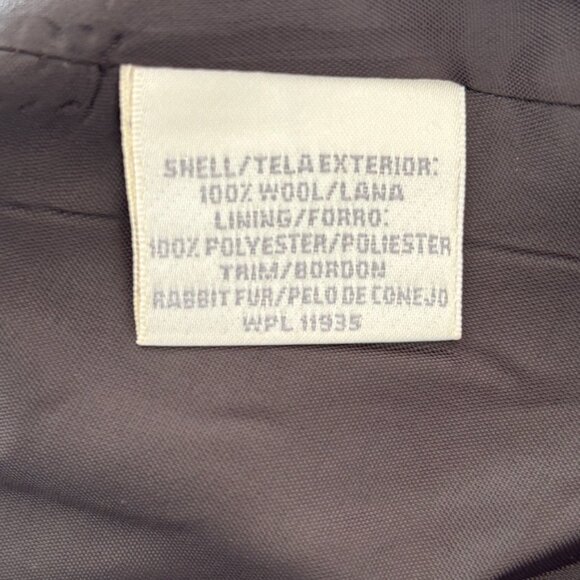 SHELL/TELA EXTERIOR:
100% WOOL/LANA
LINING/FORRO:
100% POLYESTER/POLIESTER
TRIM/BORDON
RABBIT FUR/PELO DE CONEJO
WPL 11935